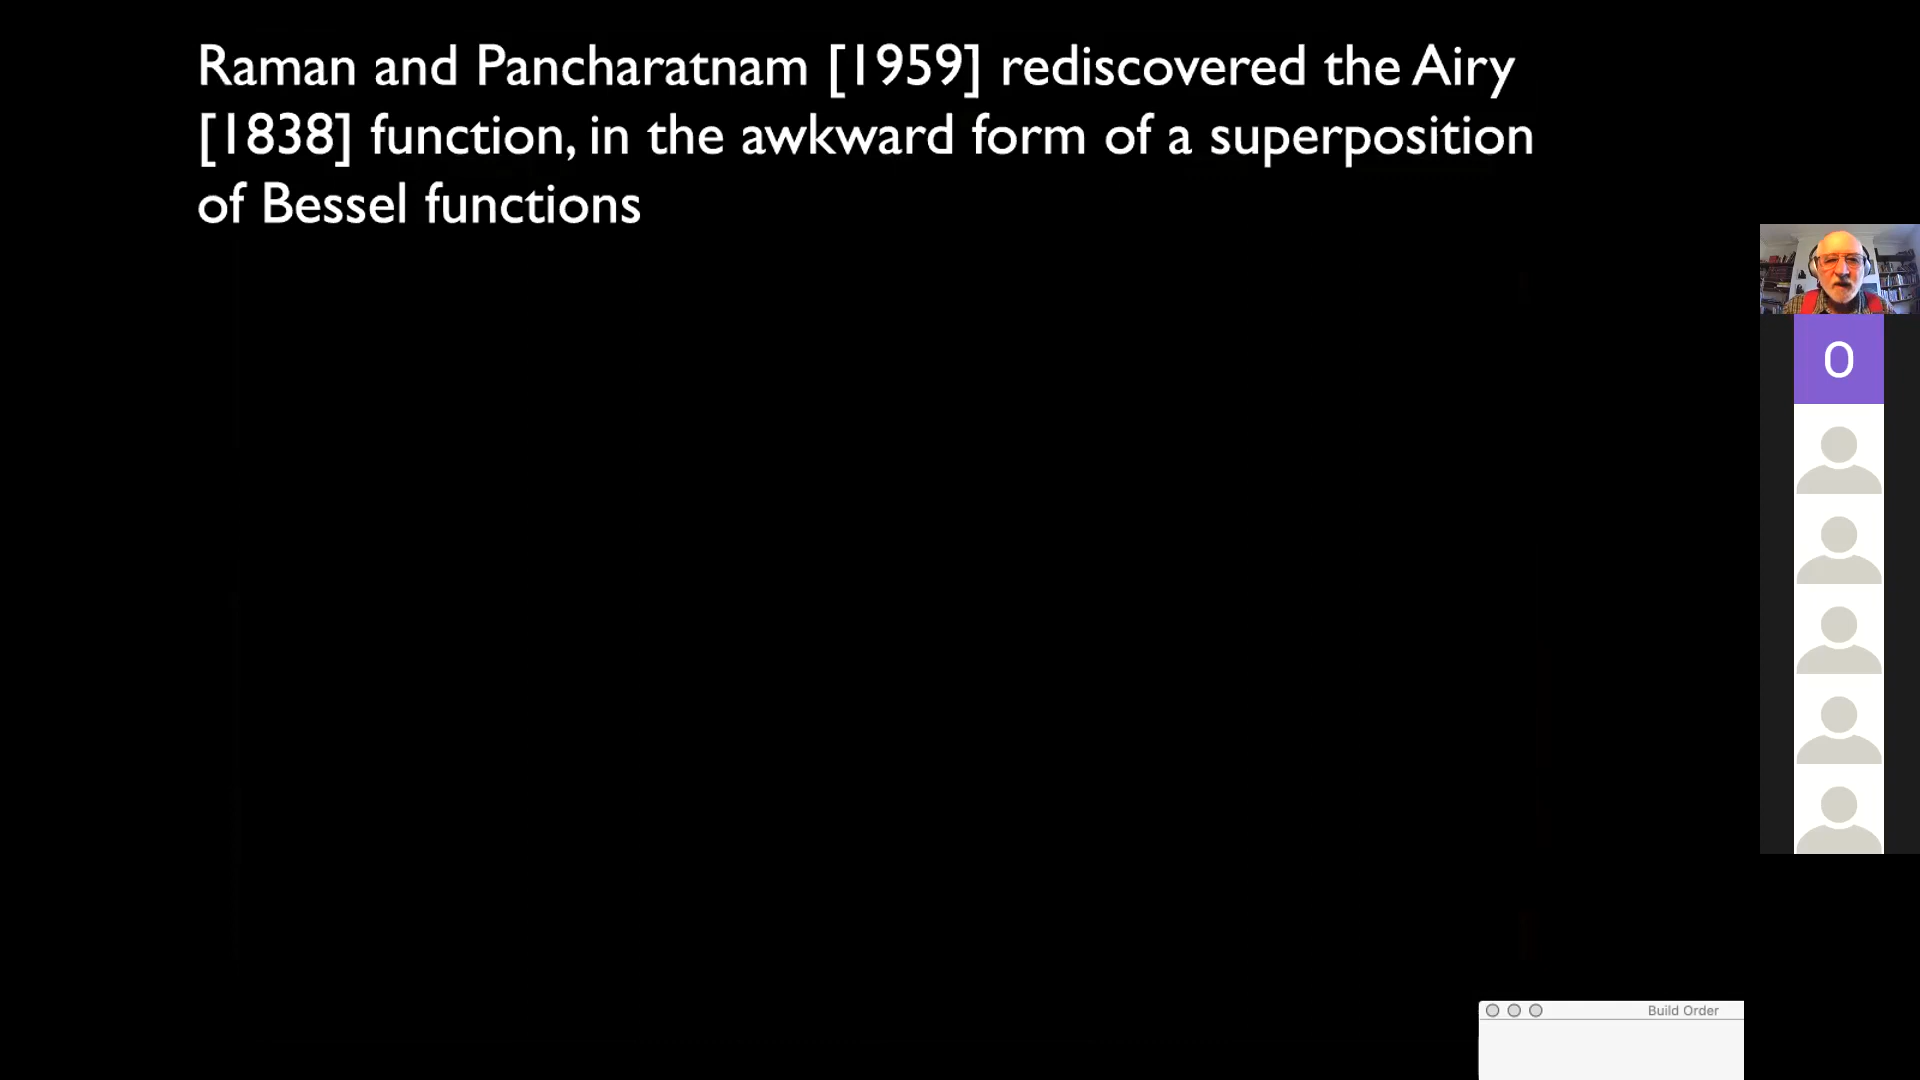 Raman and Pancharatnam [1959] rediscovered the Airy
[1838] function, in the awkward form of a superposition
of Bessel functions
O
Build Order